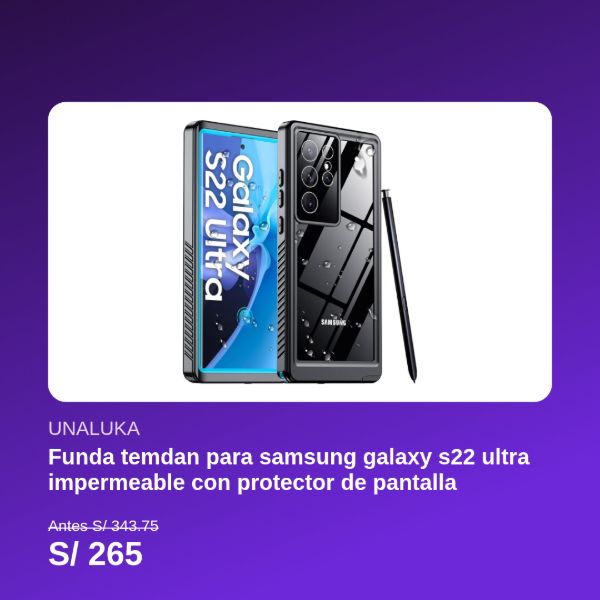 Galaxy
S22 Ultra
SAMSUNG
UNALUKA
Funda temdan para samsung galaxy s22 ultra
impermeable con protector de pantalla
Antes S/ 343.75
S/ 265